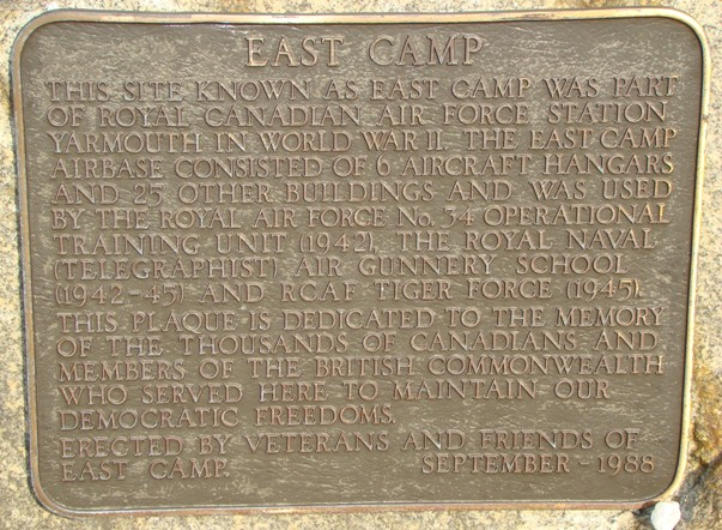 EAST CAMP
THIS SITE KNOWN AS EAST CAMP WAS PART
OF ROYAL CANADIAN AIR FORCE STATION
YARMOUTH IN WORLD WAR II. THE EAST CAMP
AIRBASE CONSISTED OF 6 AIRCRAFT HANGARS
AND 25 OTHER BUILDINGS AND WAS USED
BY THE ROYAL AIR FORCE No. 34 OPERATIONAL
TRAINING UNIT (1942), THE ROYAL NAVAL
(TELEGRAPHIST) AIR GUNNERY SCHOOL
(1942-45) AND RCAF TIGER FORCE (1945).
THIS PLAQUE IS DEDICATED TO THE MEMORY
OF THE THOUSANDS OF CANADIANS AND
MEMBERS OF THE BRITISH COMMONWEALTH
WHO SERVED HERE TO MAINTAIN OUR
DEMOCRATIC FREEDOMS.
ERECTED BY VETERANS AND FRIENDS OF
EAST CAMP. SEPTEMBER - 1988